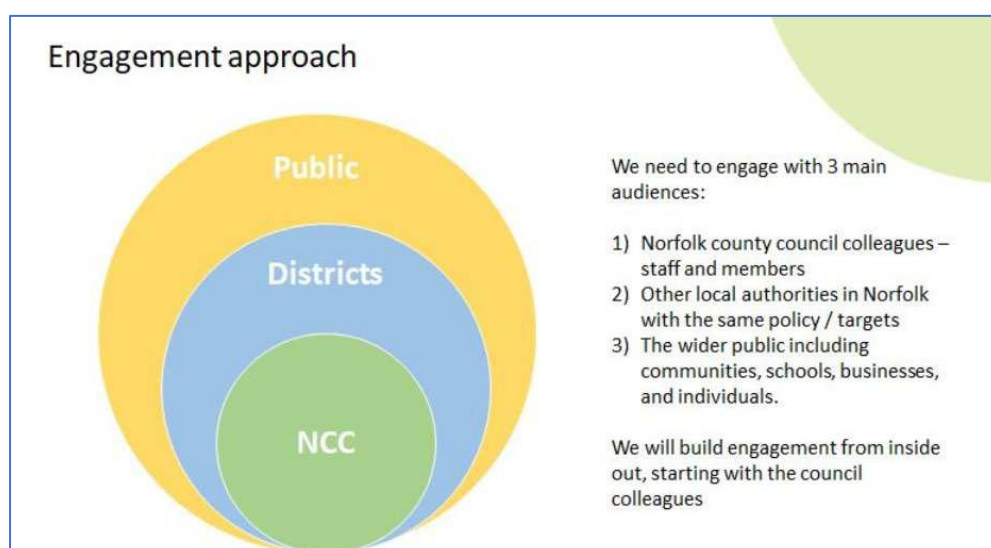 Engagement approach
Public
Districts
NCC
We need to engage with 3 main
audiences:
1) Norfolk county council colleagues –
staff and members
2) Other local authorities in Norfolk
with the same policy / targets
3) The wider public including
communities, schools, businesses,
and individuals.
We will build engagement from inside
out, starting with the council
colleagues